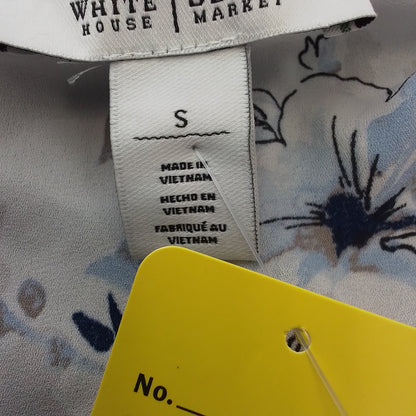 WHITE
HOUSE MARKET
S
MADE IN
VIETNAM
HECHO EN
VIETNAM
FABRIQUÉ AU
VIETNAM
No.